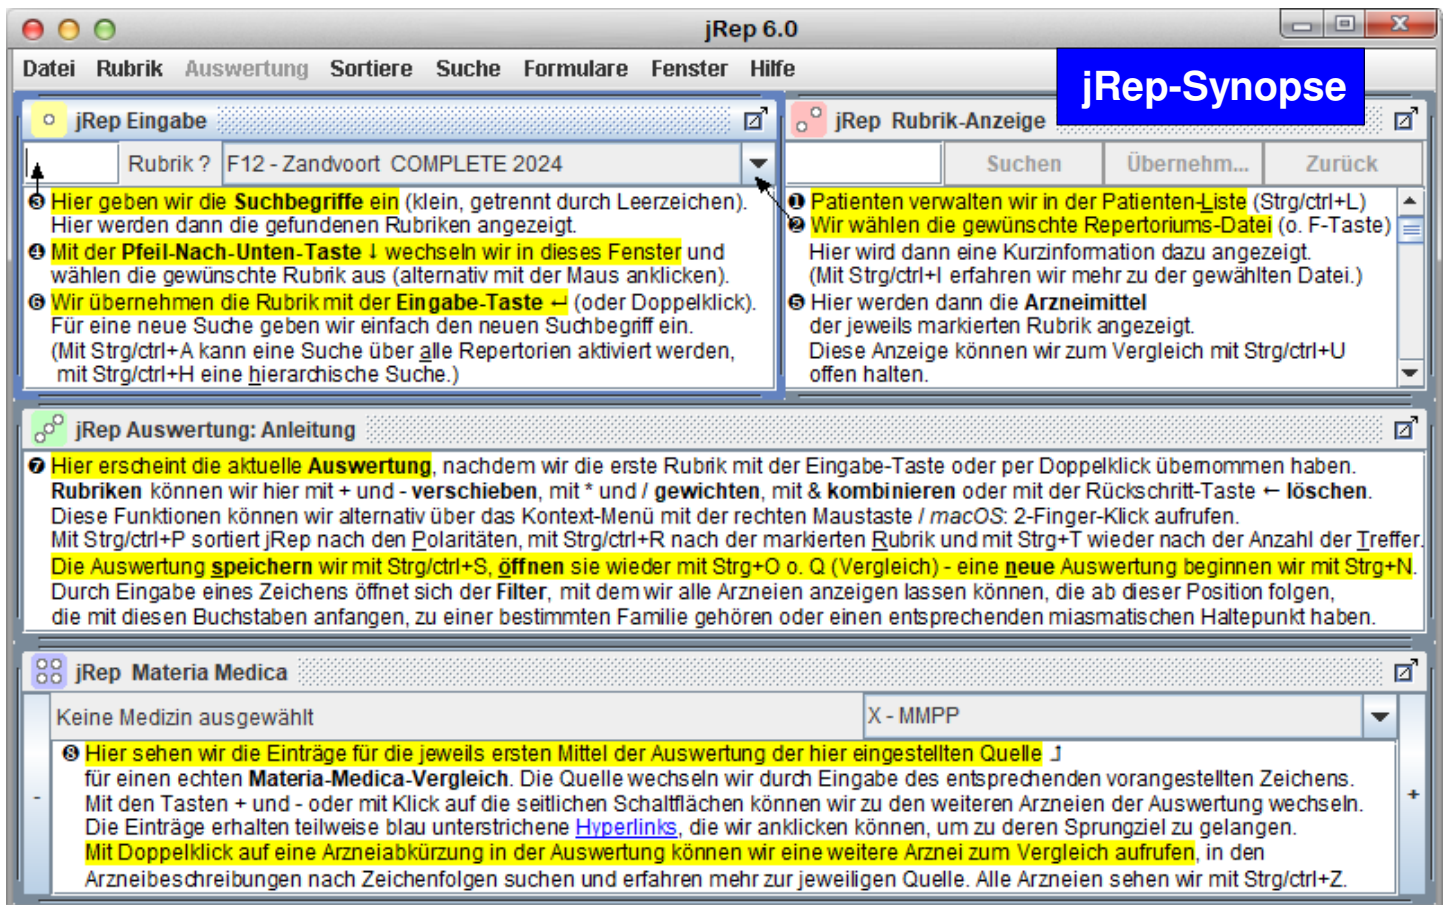 jRep 6.0
Datei Rubrik Auswertung Sortiere Suche Formulare Fenster Hilfe
jRep-Synopse
jRep Eingabe
Rubrik ? F12 - Zandvoort COMPLETE 2024
❸ Hier geben wir die Suchbegriffe ein (klein, getrennt durch Leerzeichen).
Hier werden dann die gefundenen Rubriken angezeigt.
❹ Mit der Pfeil-Nach-Unten-Taste ↓ wechseln wir in dieses Fenster und
wählen die gewünschte Rubrik aus (alternativ mit der Maus anklicken).
❻ Wir übernehmen die Rubrik mit der Eingabe-Taste ↵ (oder Doppelklick).
Für eine neue Suche geben wir einfach den neuen Suchbegriff ein.
(Mit Strg/ctrl+A kann eine Suche über alle Repertorien aktiviert werden,
mit Strg/ctrl+H eine hierarchische Suche.)
jRep Rubrik-Anzeige
Suchen Übernehm... Zurück
❶ Patienten verwalten wir in der Patienten-Liste (Strg/ctrl+L)
❷ Wir wählen die gewünschte Repertoriums-Datei (o. F-Taste)
Hier wird dann eine Kurzinformation dazu angezeigt.
(Mit Strg/ctrl+I erfahren wir mehr zu der gewählten Datei.)
❺ Hier werden dann die Arzneimittel
der jeweils markierten Rubrik angezeigt.
Diese Anzeige können wir zum Vergleich mit Strg/ctrl+U
offen halten.
jRep Auswertung: Anleitung
❼ Hier erscheint die aktuelle Auswertung, nachdem wir die erste Rubrik mit der Eingabe-Taste oder per Doppelklick übernommen haben.
Rubriken können wir hier mit + und - verschieben, mit * und / gewichten, mit & kombinieren oder mit der Rückschritt-Taste ← löschen.
Diese Funktionen können wir alternativ über das Kontext-Menü mit der rechten Maustaste / macOS: 2-Finger-Klick aufrufen.
Mit Strg/ctrl+P sortiert jRep nach den Polaritäten, mit Strg/ctrl+R nach der markierten Rubrik und mit Strg+T wieder nach der Anzahl der Treffer.
Die Auswertung speichern wir mit Strg/ctrl+S, öffnen sie wieder mit Strg+O o. Q (Vergleich) - eine neue Auswertung beginnen wir mit Strg+N.
Durch Eingabe eines Zeichens öffnet sich der Filter, mit dem wir alle Arzneien anzeigen lassen können, die ab dieser Position folgen,
die mit diesen Buchstaben anfangen, zu einer bestimmten Familie gehören oder einen entsprechenden miasmatischen Haltepunkt haben.
jRep Materia Medica
Keine Medizin ausgewählt X - MMPP
❽ Hier sehen wir die Einträge für die jeweils ersten Mittel der Auswertung der hier eingestellten Quelle ⮥
für einen echten Materia-Medica-Vergleich. Die Quelle wechseln wir durch Eingabe des entsprechenden vorangestellten Zeichens.
Mit den Tasten + und - oder mit Klick auf die seitlichen Schaltflächen können wir zu den weiteren Arzneien der Auswertung wechseln.
Die Einträge erhalten teilweise blau unterstrichene Hyperlinks, die wir anklicken können, um zu deren Sprungziel zu gelangen.
Mit Doppelklick auf eine Arzneiabkürzung in der Auswertung können wir eine weitere Arznei zum Vergleich aufrufen, in den
Arzneibeschreibungen nach Zeichenfolgen suchen und erfahren mehr zur jeweiligen Quelle. Alle Arzneien sehen wir mit Strg/ctrl+Z.
- +